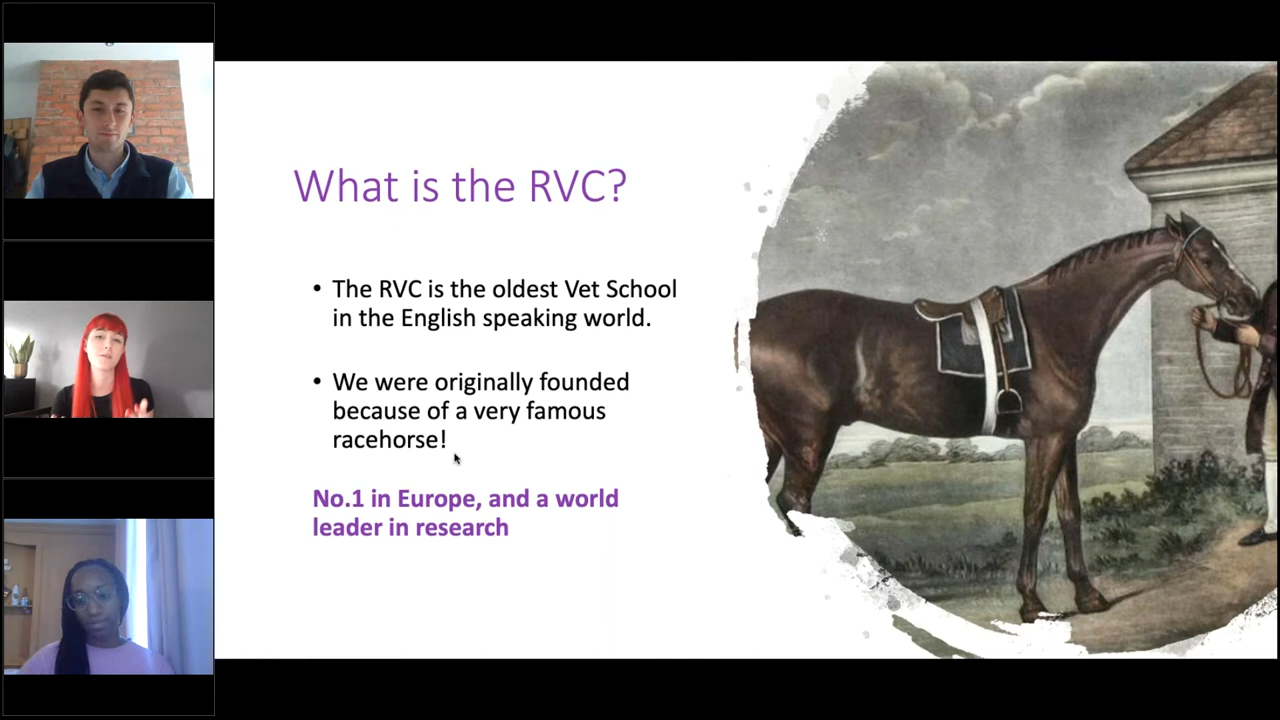 What is the RVC?
• The RVC is the oldest Vet School
in the English speaking world.
• We were originally founded
because of a very famous
racehorse!
No.1 in Europe, and a world
leader in research